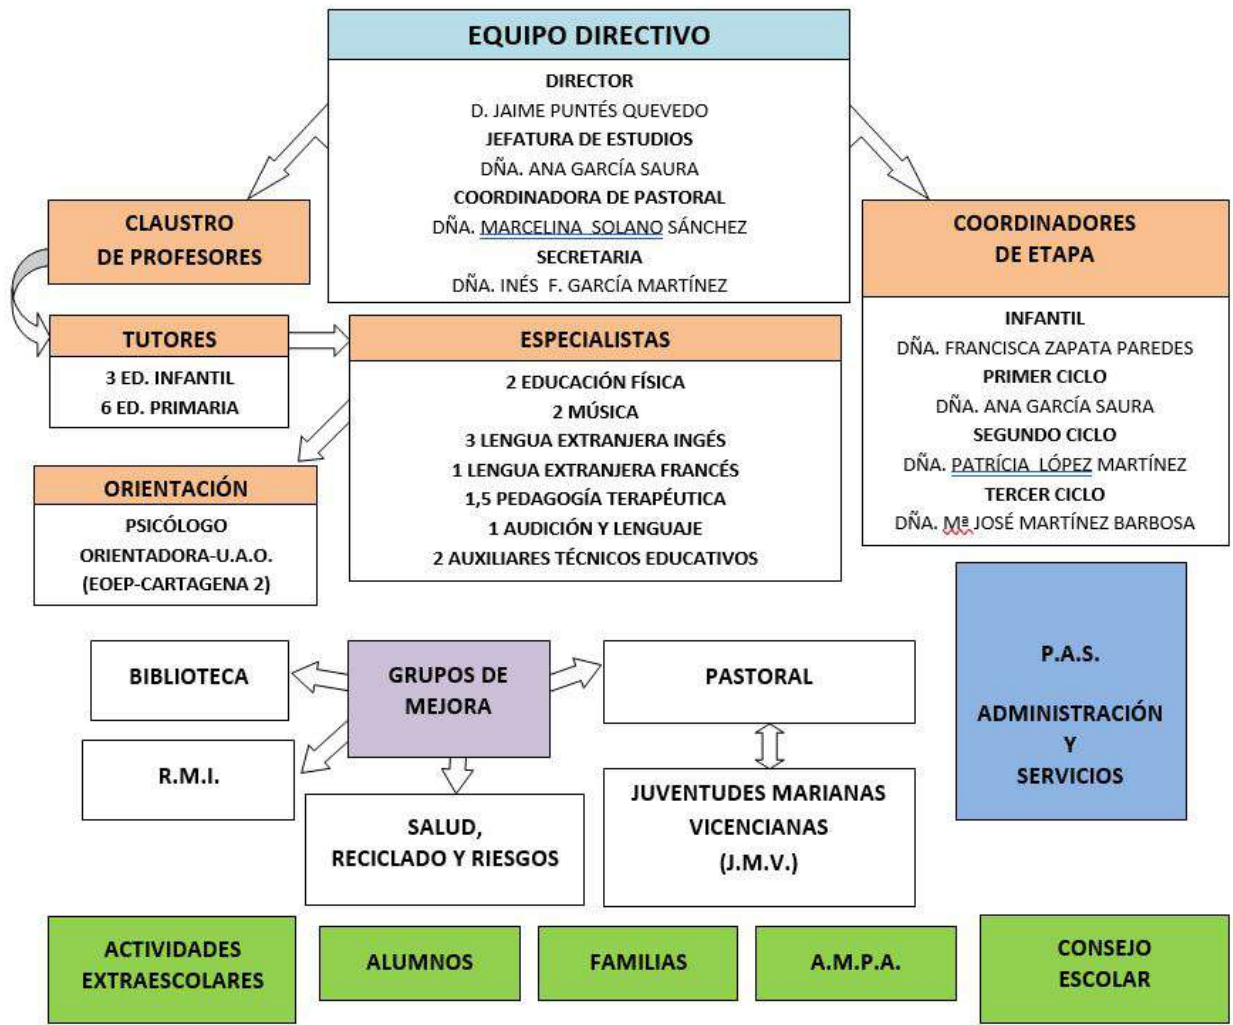 EQUIPO DIRECTIVO
DIRECTOR
D. JAIME PUNTÉS QUEVEDO
JEFATURA DE ESTUDIOS
DÑA. ANA GARCÍA SAURA
COORDINADORA DE PASTORAL
DÑA. MARCELINA SOLANO SÁNCHEZ
SECRETARIA
DÑA. INÉS F. GARCÍA MARTÍNEZ
CLAUSTRO
DE PROFESORES
COORDINADORES
DE ETAPA
INFANTIL
DÑA. FRANCISCA ZAPATA PAREDES
PRIMER CICLO
DÑA. ANA GARCÍA SAURA
SEGUNDO CICLO
DÑA. PATRÍCIA LÓPEZ MARTÍNEZ
TERCER CICLO
DÑA. Mª JOSÉ MARTÍNEZ BARBOSA
TUTORES
3 ED. INFANTIL
6 ED. PRIMARIA
ESPECIALISTAS
2 EDUCACIÓN FÍSICA
2 MÚSICA
3 LENGUA EXTRANJERA INGÉS
1 LENGUA EXTRANJERA FRANCÉS
1,5 PEDAGOGÍA TERAPÉUTICA
1 AUDICIÓN Y LENGUAJE
2 AUXILIARES TÉCNICOS EDUCATIVOS
ORIENTACIÓN
PSICÓLOGO
ORIENTADORA-U.A.O.
(EOEP-CARTAGENA 2)
P.A.S.
ADMINISTRACIÓN
Y
SERVICIOS
BIBLIOTECA
GRUPOS DE
MEJORA
PASTORAL
R.M.I.
SALUD,
RECICLADO Y RIESGOS
JUVENTUDES MARIANAS
VICENCIANAS
(J.M.V.)
ACTIVIDADES
EXTRAESCOLARES
ALUMNOS
FAMILIAS
A.M.P.A.
CONSEJO
ESCOLAR